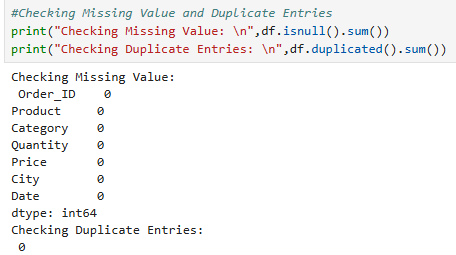 #Checking Missing Value and Duplicate Entries
print("Checking Missing Value: \n",df.isnull().sum())
print("Checking Duplicate Entries: \n",df.duplicated().sum())
Checking Missing Value:
 Order_ID    0
Product     0
Category    0
Quantity    0
Price       0
City        0
Date        0
dtype: int64
Checking Duplicate Entries:
 0